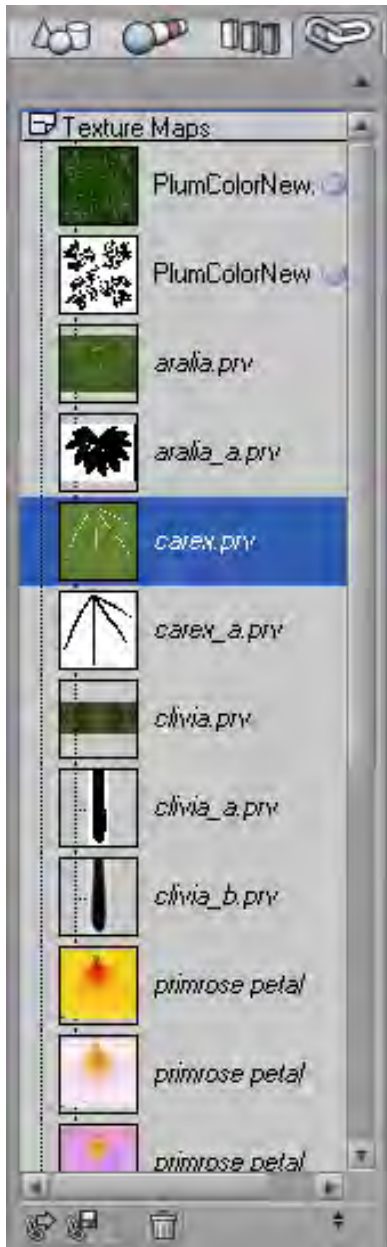 Texture Maps
PlumColorNew.
PlumColorNew
aralia.prv
aralia_a.prv
carex.prv
carex_a.prv
clivia.prv
clivia_a.prv
clivia_b.prv
primrose petal
primrose petal
primrose petal